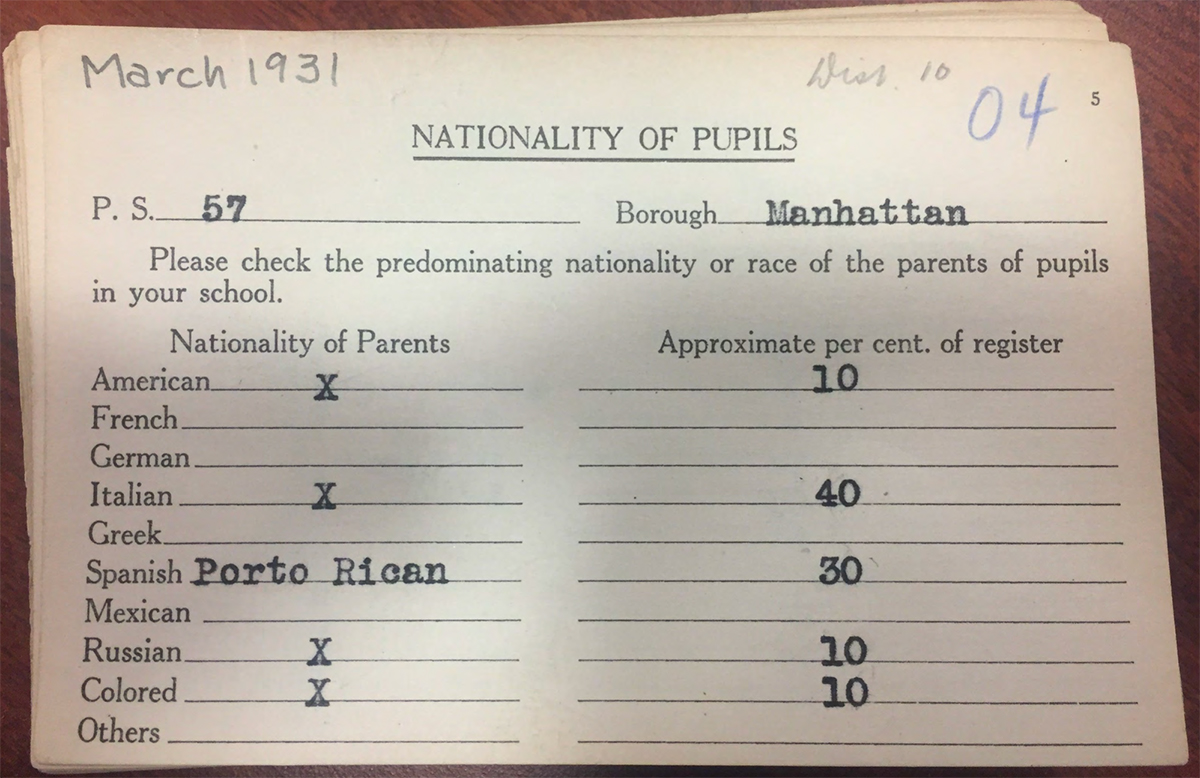 March 1931 Dist. 10
04 5
NATIONALITY OF PUPILS
P. S. 57 Borough Manhattan
Please check the predominating nationality or race of the parents of pupils
in your school.
Nationality of Parents Approximate per cent. of register
American X 10
French
German
Italian X 40
Greek
Spanish Porto Rican 30
Mexican
Russian X 10
Colored X 10
Others